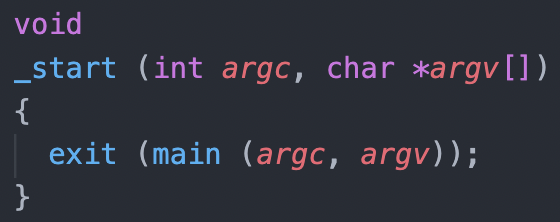 void
_start (int argc, char *argv[])
{
  exit (main (argc, argv));
}